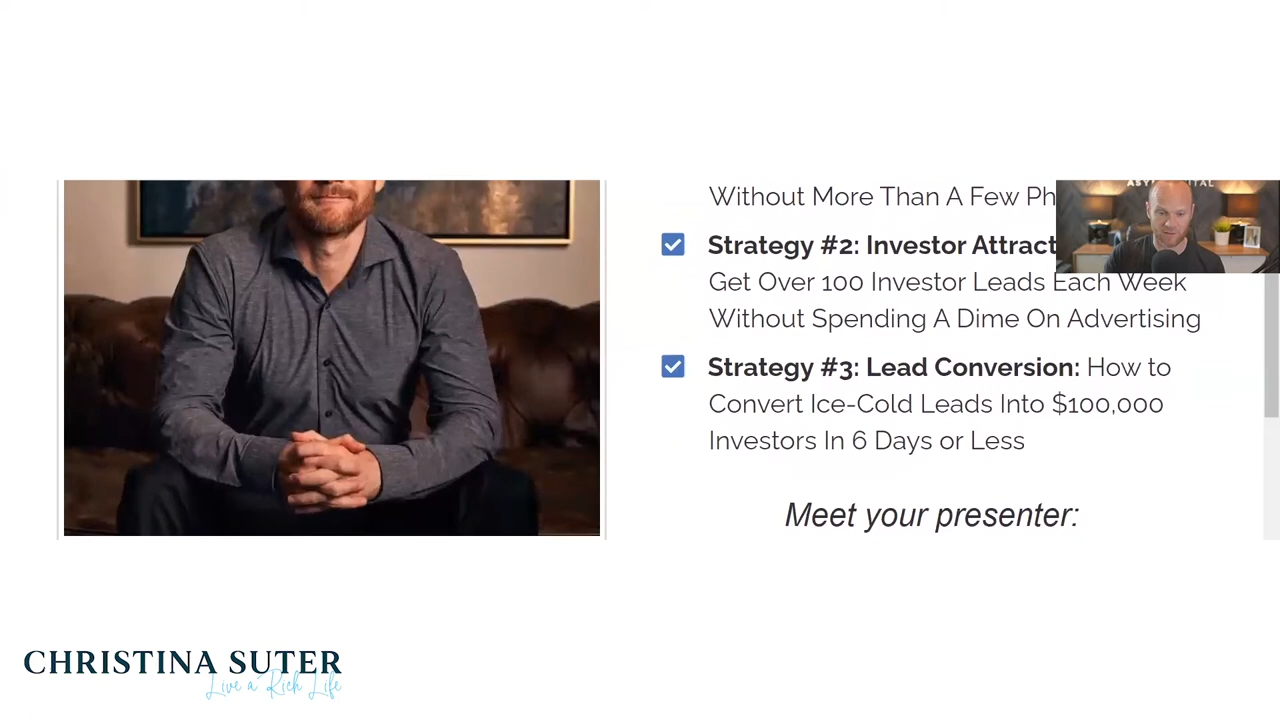 Without More Than A Few Ph
Strategy #2: Investor Attract
Get Over 100 Investor Leads Each Week
Without Spending A Dime On Advertising
Strategy #3: Lead Conversion: How to
Convert Ice-Cold Leads Into $100,000
Investors In 6 Days or Less
Meet your presenter:
CHRISTINA SUTER
Live a Rich Life